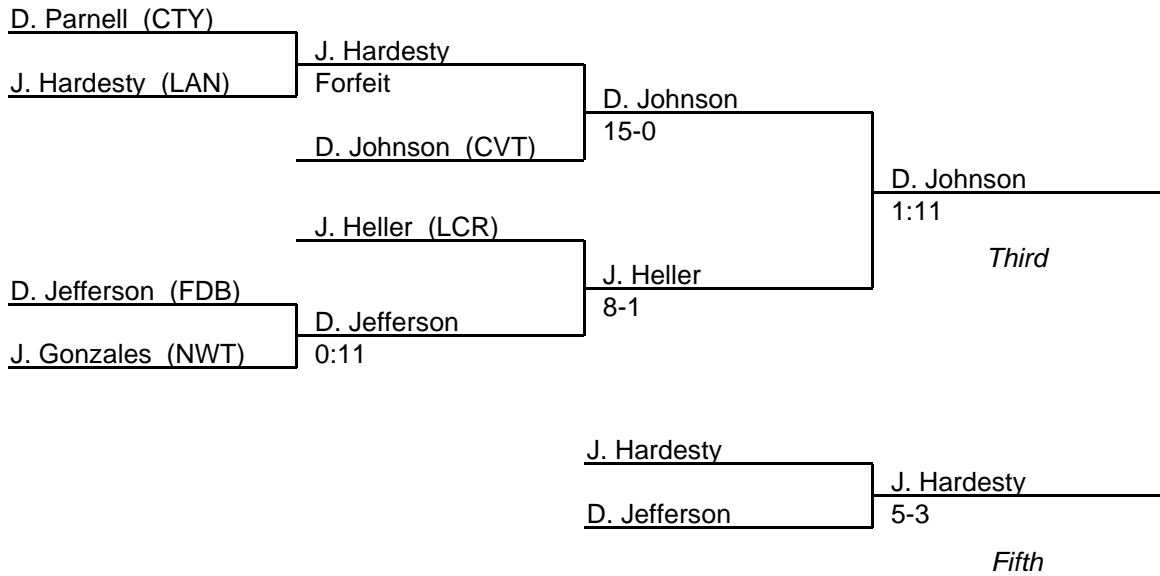 D. Parnell (CTY)
J. Hardesty
J. Hardesty (LAN)
Forfeit
D. Johnson
15-0
D. Johnson (CVT)
D. Johnson
1:11
J. Heller (LCR)
Third
J. Heller
D. Jefferson (FDB)
8-1
D. Jefferson
J. Gonzales (NWT)
0:11
J. Hardesty
J. Hardesty
D. Jefferson
5-3
Fifth